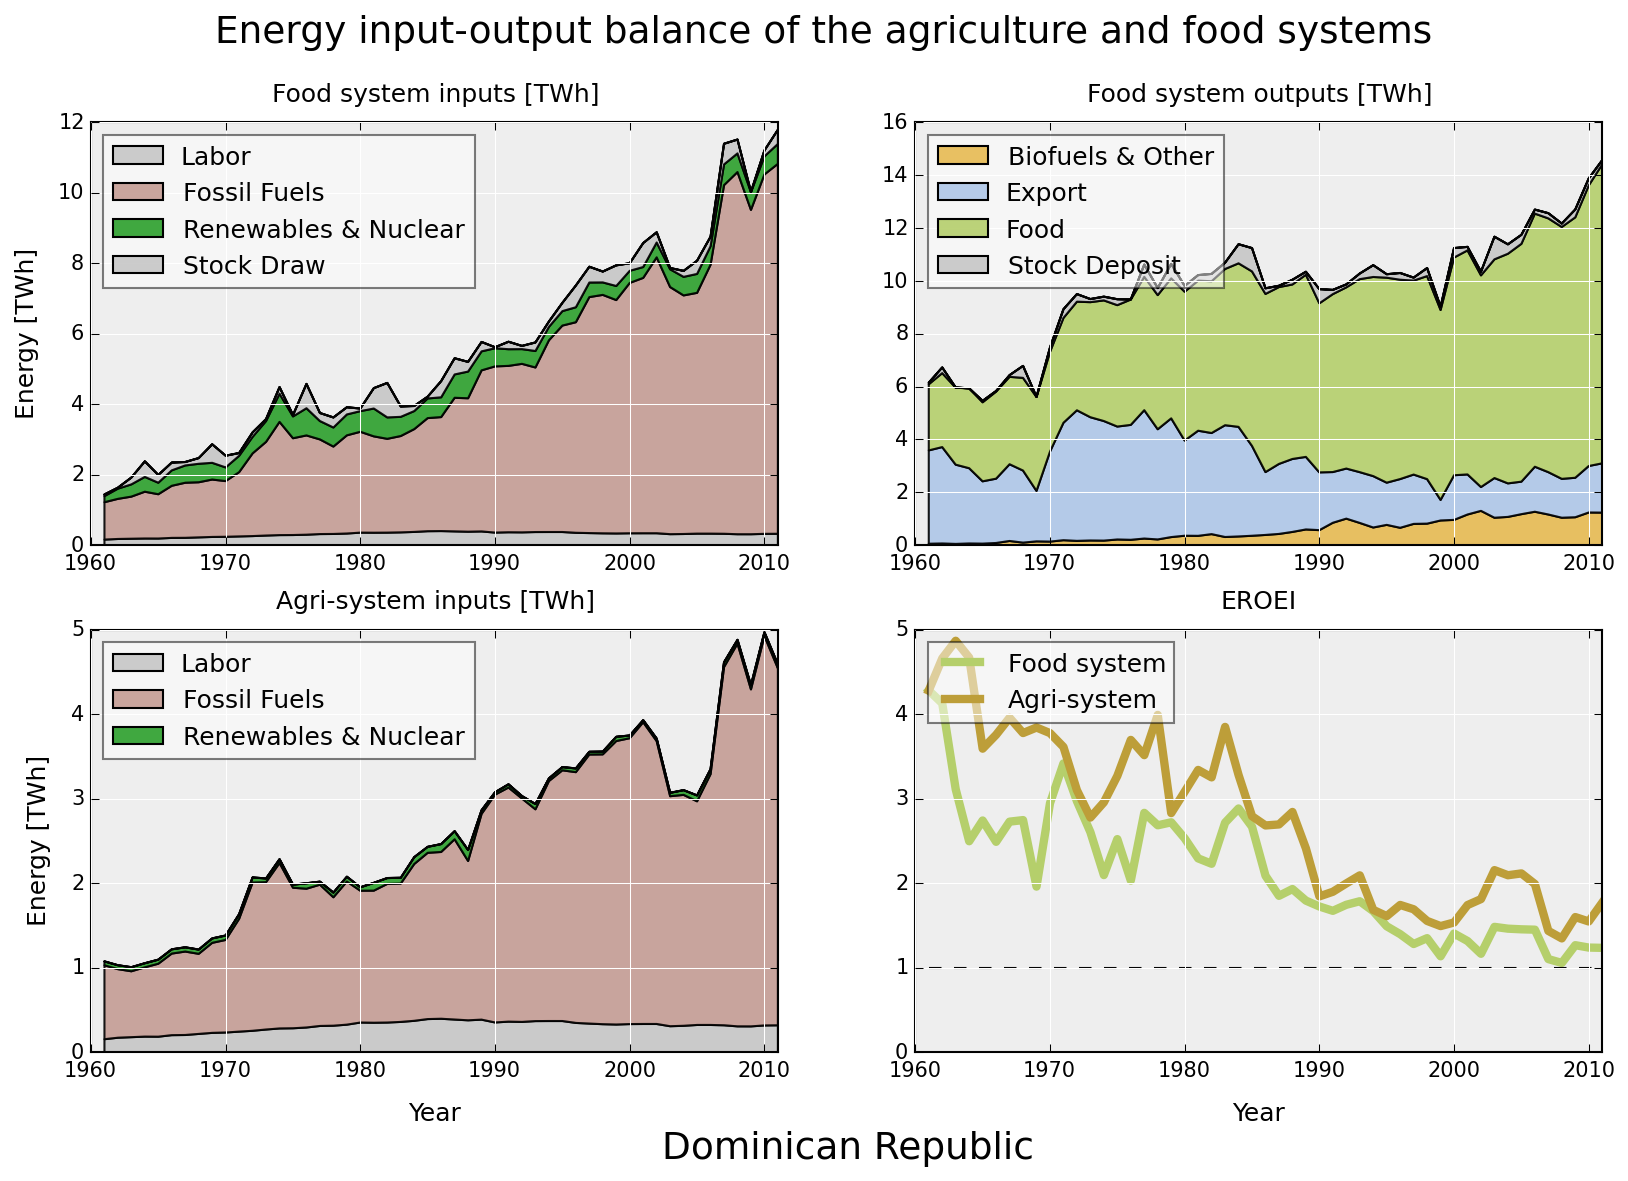 Energy input-output balance of the agriculture and food systems
Food system inputs [TWh]
Energy [TWh]
12
10
8
6
4
2
0
Labor
Fossil Fuels
Renewables & Nuclear
Stock Draw
1960 1970 1980 1990 2000 2010
Food system outputs [TWh]
16
14
12
10
8
6
4
2
0
Biofuels & Other
Export
Food
Stock Deposit
1960 1970 1980 1990 2000 2010
Agri-system inputs [TWh]
Energy [TWh]
5
4
3
2
1
0
Labor
Fossil Fuels
Renewables & Nuclear
1960 1970 1980 1990 2000 2010
Year
EROEI
5
4
3
2
1
0
Food system
Agri-system
1960 1970 1980 1990 2000 2010
Year
Dominican Republic